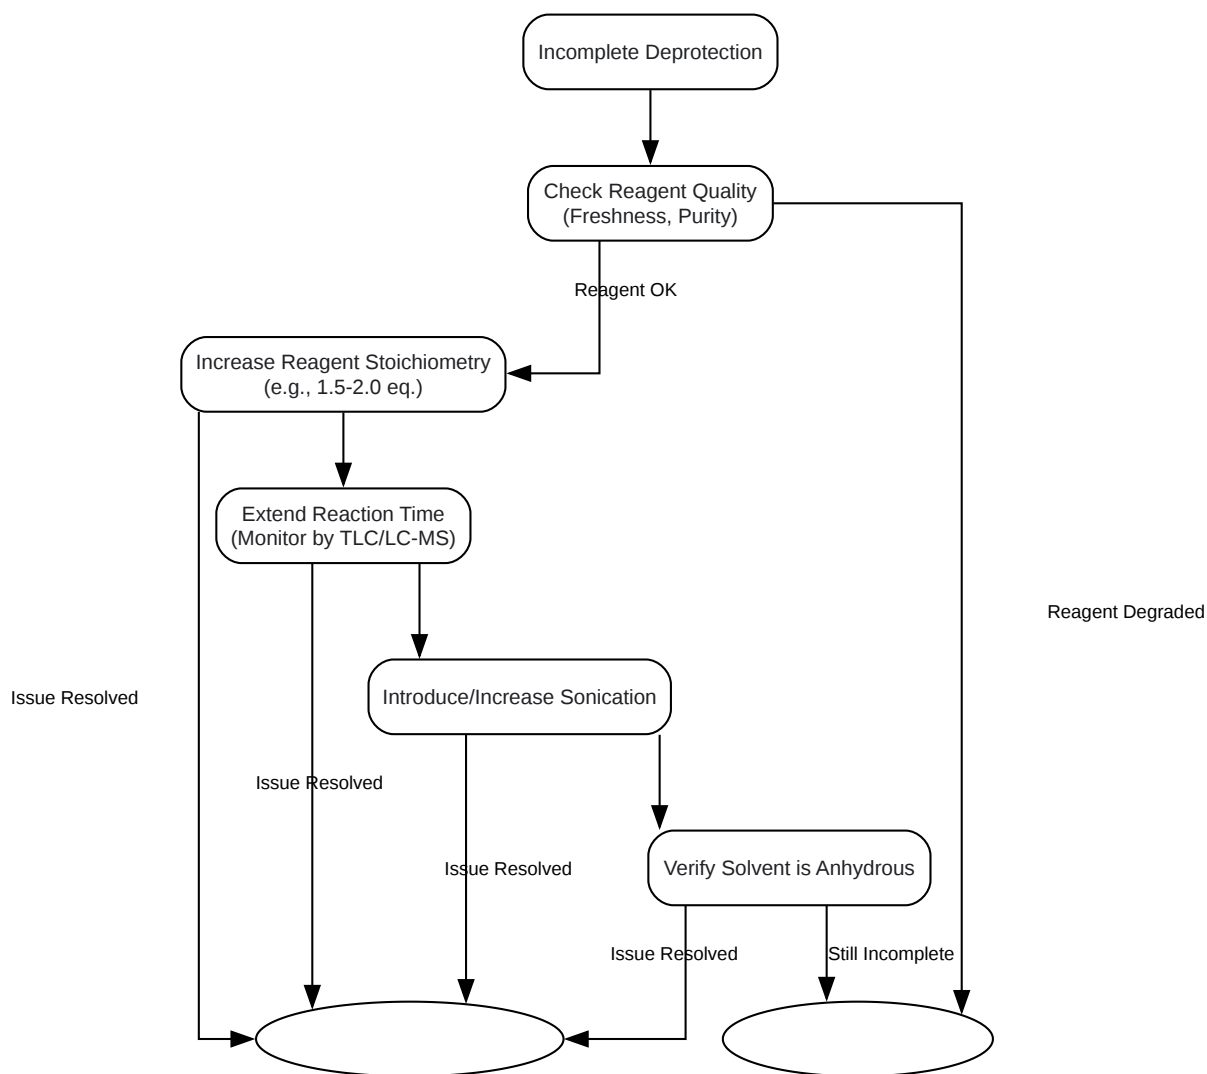 Incomplete Deprotection
Check Reagent Quality
(Freshness, Purity)
Reagent OK
Increase Reagent Stoichiometry
(e.g., 1.5-2.0 eq.)
Extend Reaction Time
(Monitor by TLC/LC-MS)
Reagent Degraded
Introduce/Increase Sonication
Issue Resolved
Issue Resolved
Issue Resolved
Verify Solvent is Anhydrous
Issue Resolved
Still Incomplete